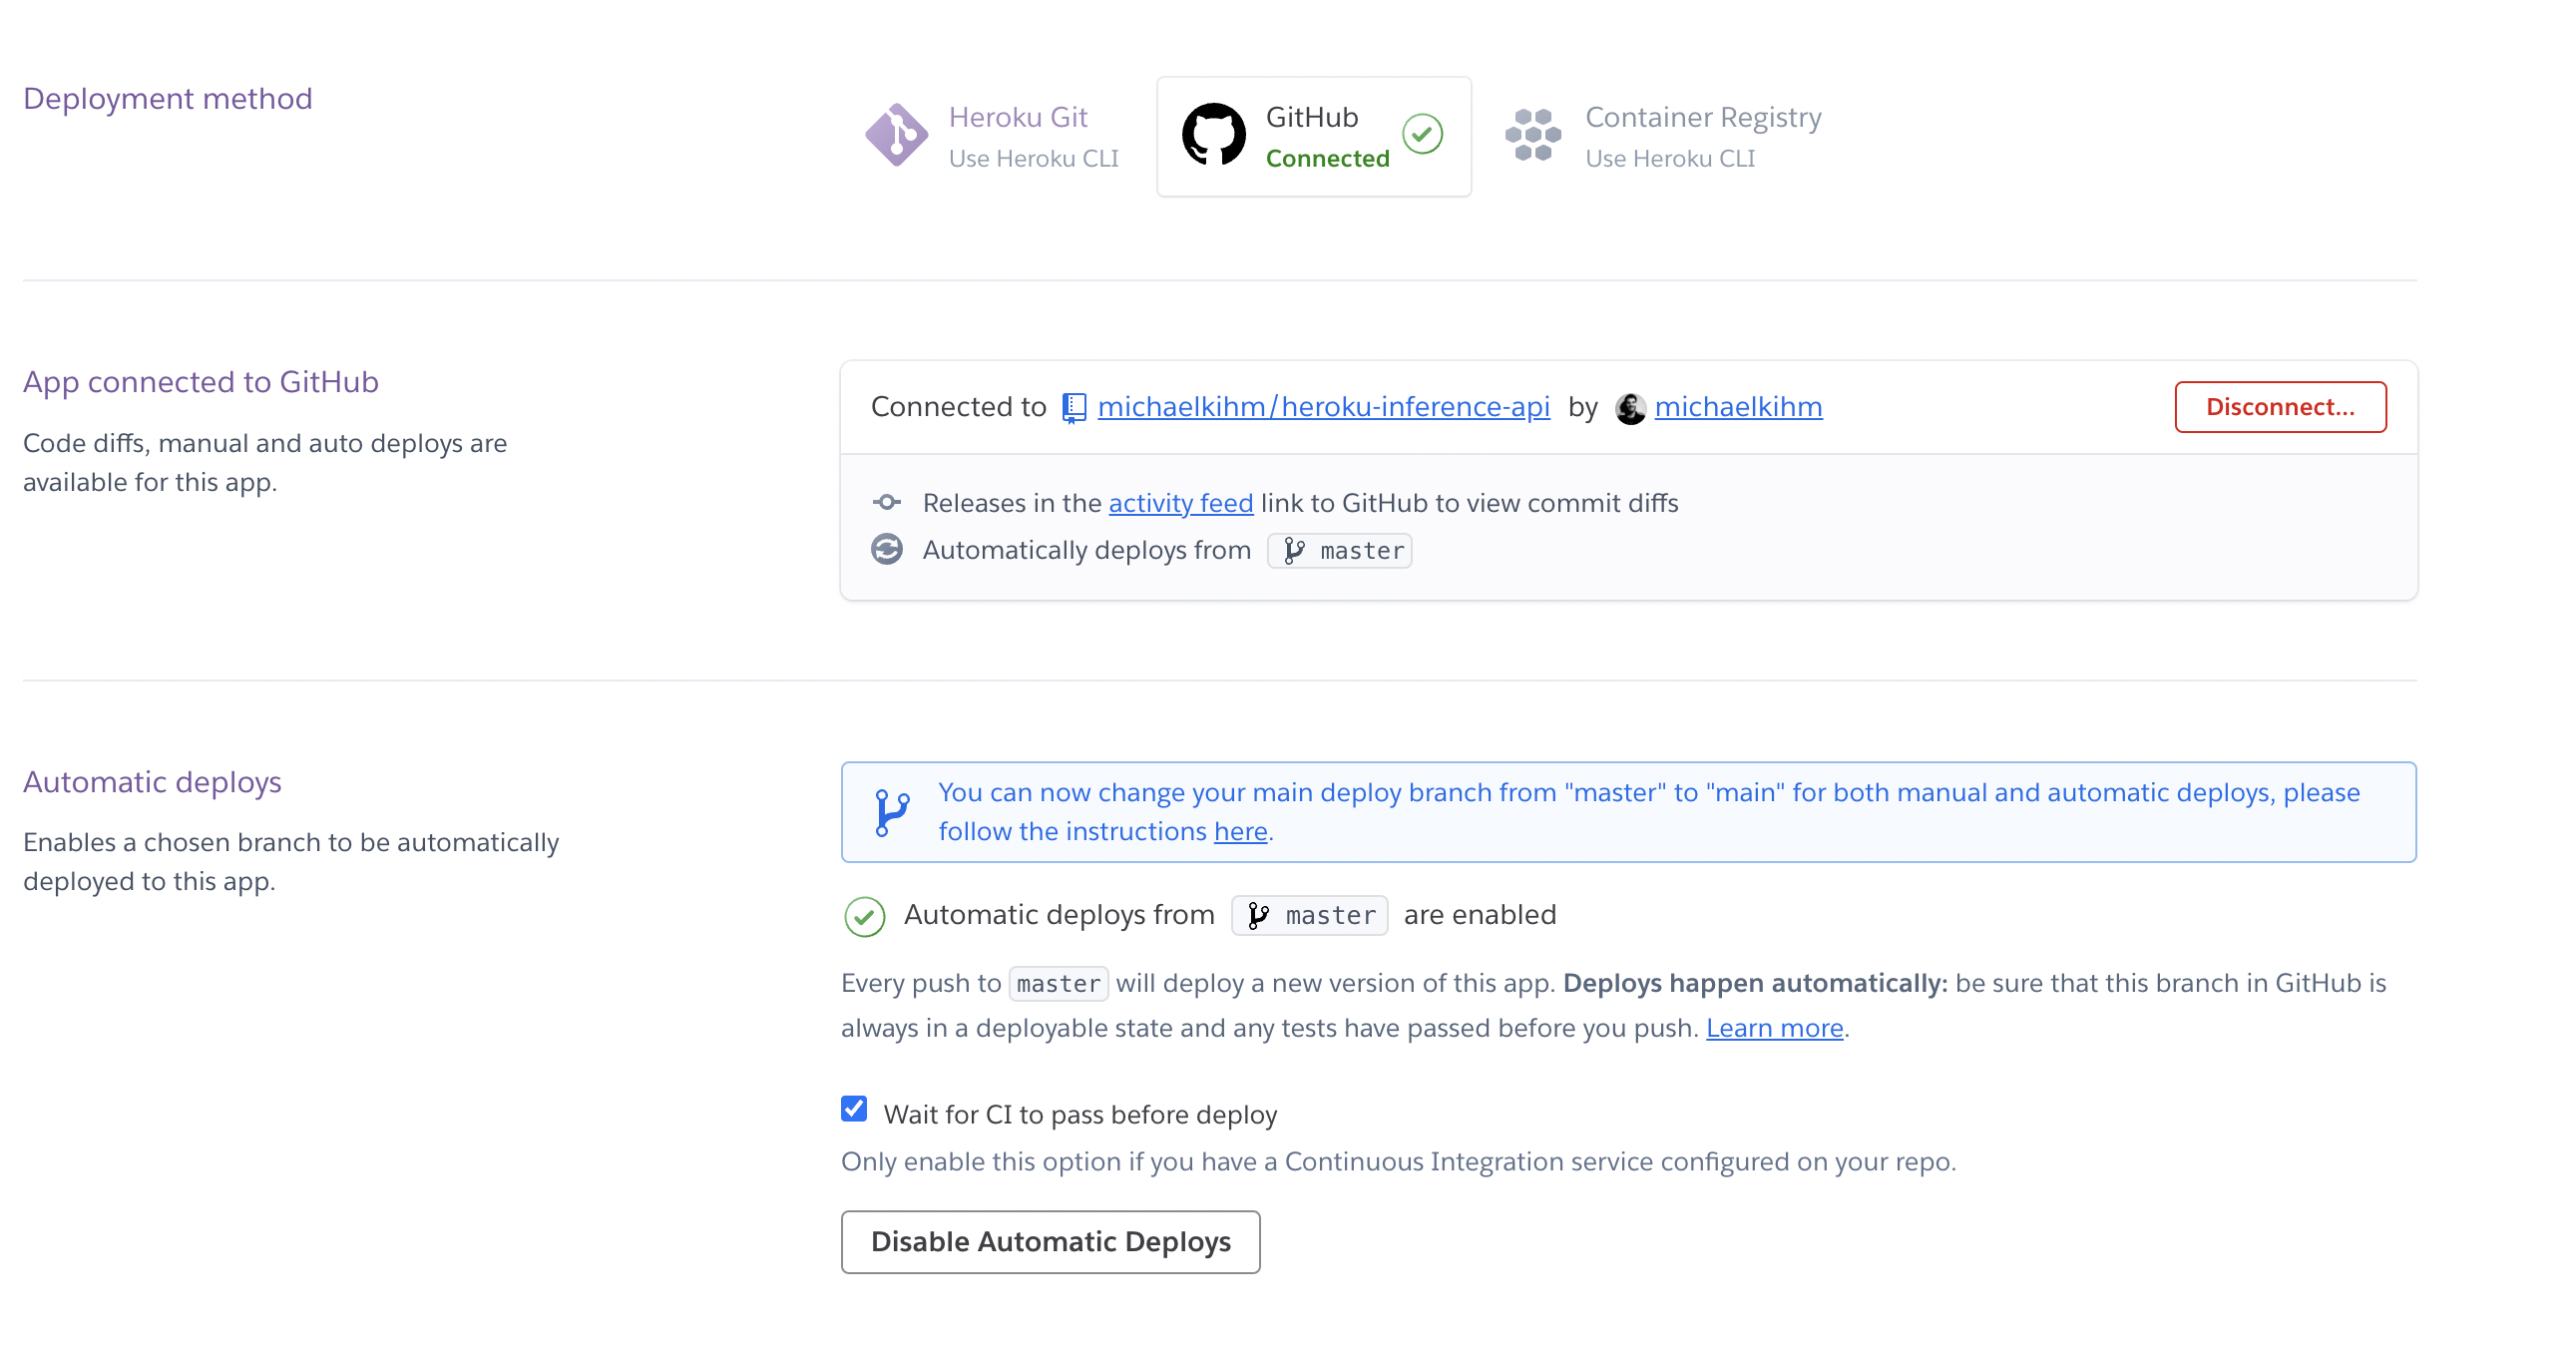 Deployment method
Heroku Git
Use Heroku CLI
GitHub
Connected
Container Registry
Use Heroku CLI
App connected to GitHub
Code diffs, manual and auto deploys are
available for this app.
Connected to michaelkihm/heroku-inference-api by michaelkihm
Disconnect...
Releases in the activity feed link to GitHub to view commit diffs
Automatically deploys from master
Automatic deploys
Enables a chosen branch to be automatically
deployed to this app.
You can now change your main deploy branch from "master" to "main" for both manual and automatic deploys, please
follow the instructions here.
Automatic deploys from master are enabled
Every push to master will deploy a new version of this app. Deploys happen automatically: be sure that this branch in GitHub is
always in a deployable state and any tests have passed before you push. Learn more.
Wait for CI to pass before deploy
Only enable this option if you have a Continuous Integration service configured on your repo.
Disable Automatic Deploys